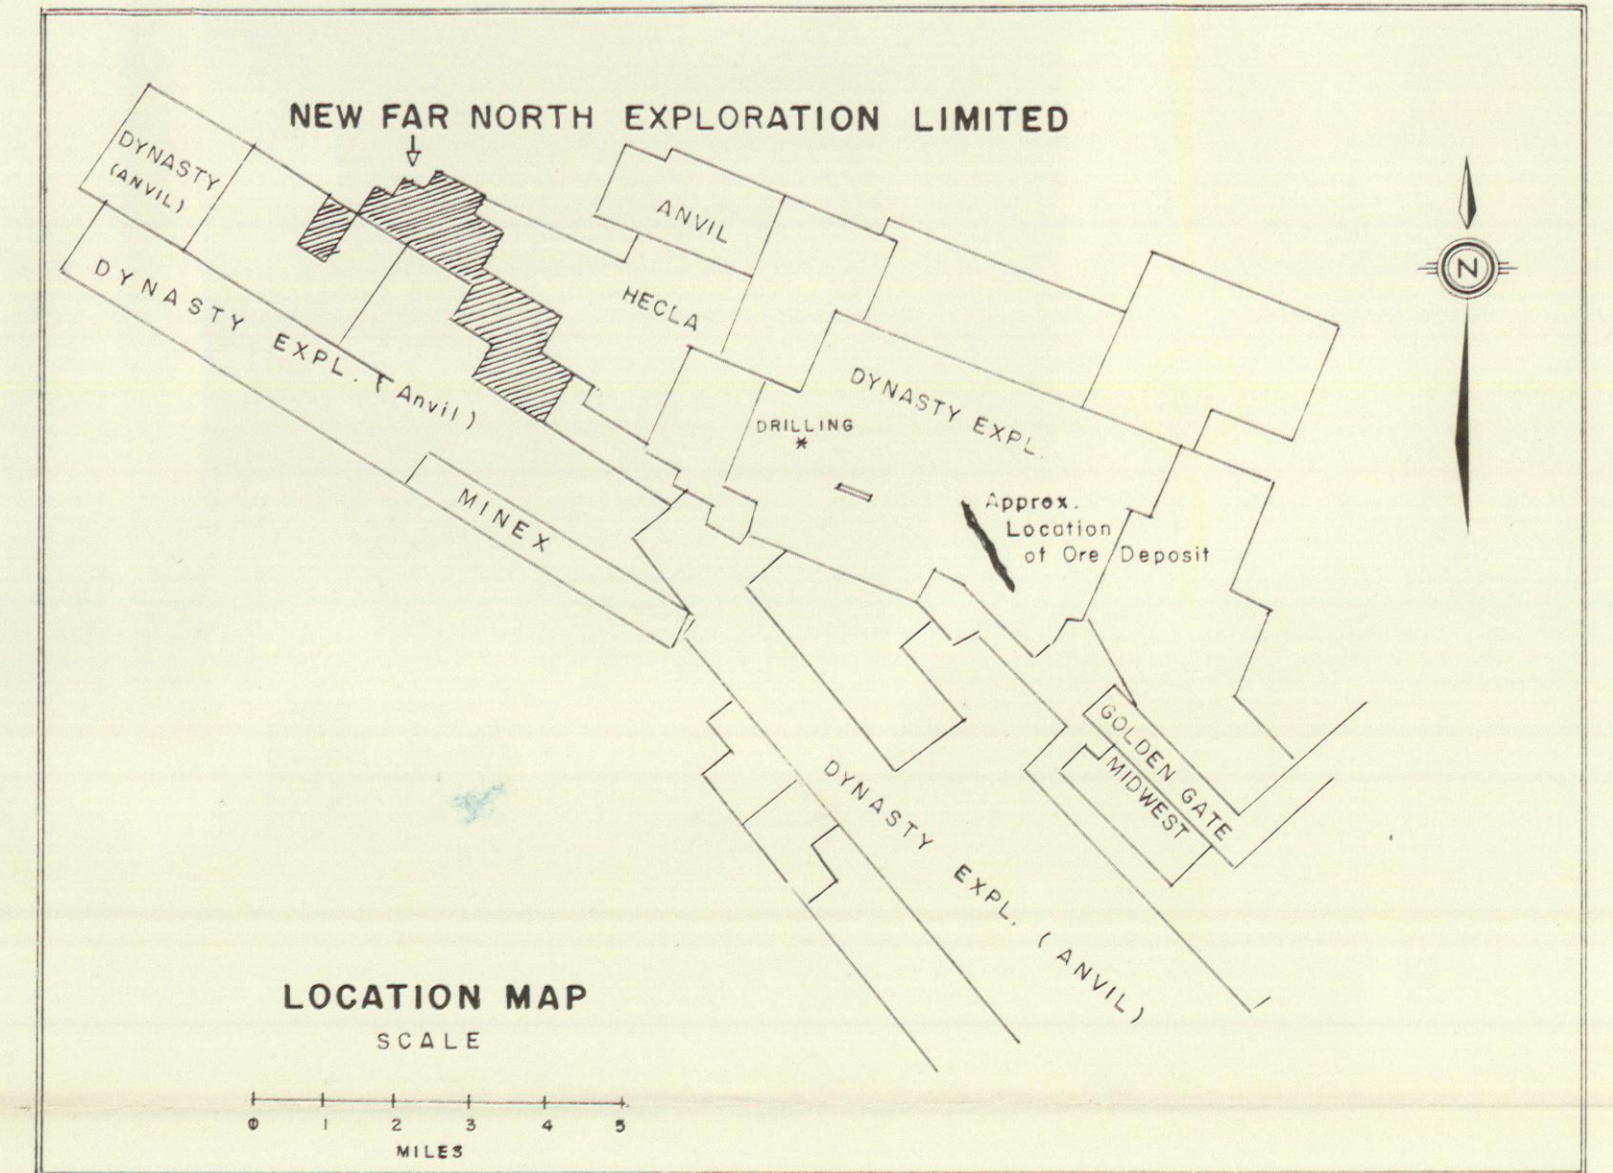 NEW FAR NORTH EXPLORATION LIMITED
DYNASTY
(ANVIL)
ANVIL
HECLA
DYNASTY EXPL. (Anvil)
DYNASTY EXPL.
DRILLING
MINEX
Approx.
Location
of Ore Deposit
N
GOLDEN GATE
MIDWEST
DYNASTY EXPL. (ANVIL)
LOCATION MAP
SCALE
0 1 2 3 4 5
MILES